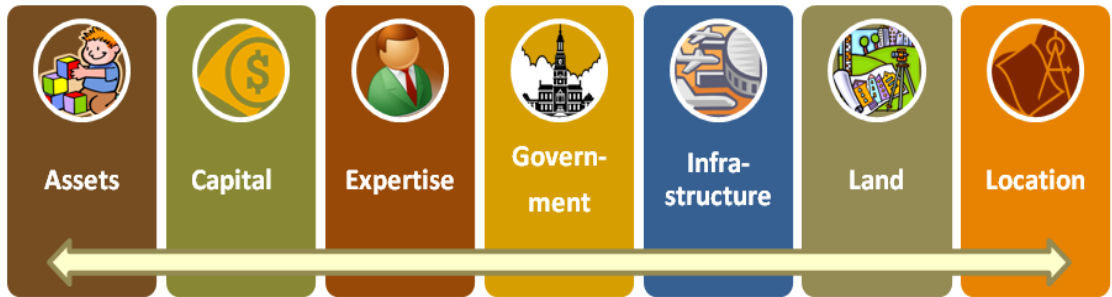 Assets
Capital
Expertise
Govern-
ment
Infra-
structure
Land
Location